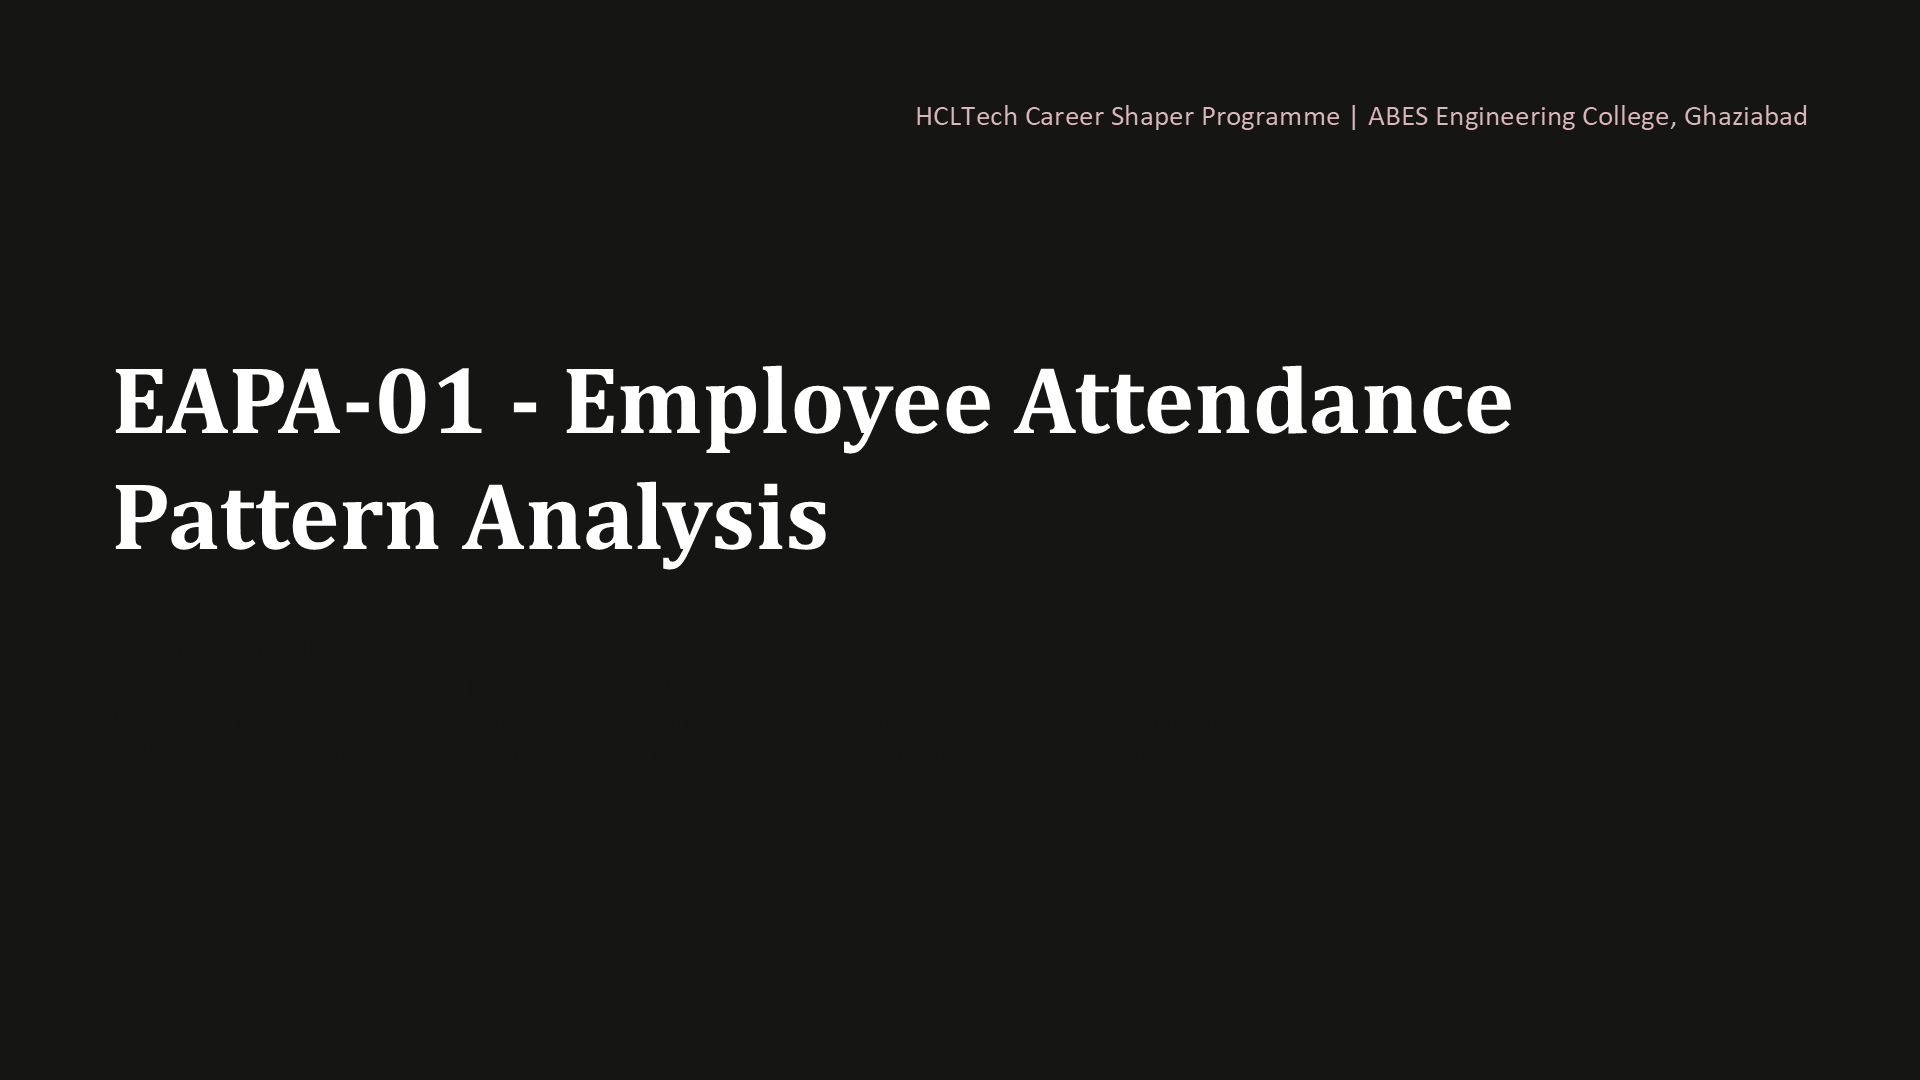 HCLTech Career Shaper Programme | ABES Engineering College, Ghaziabad
EAPA-01 - Employee Attendance
Pattern Analysis